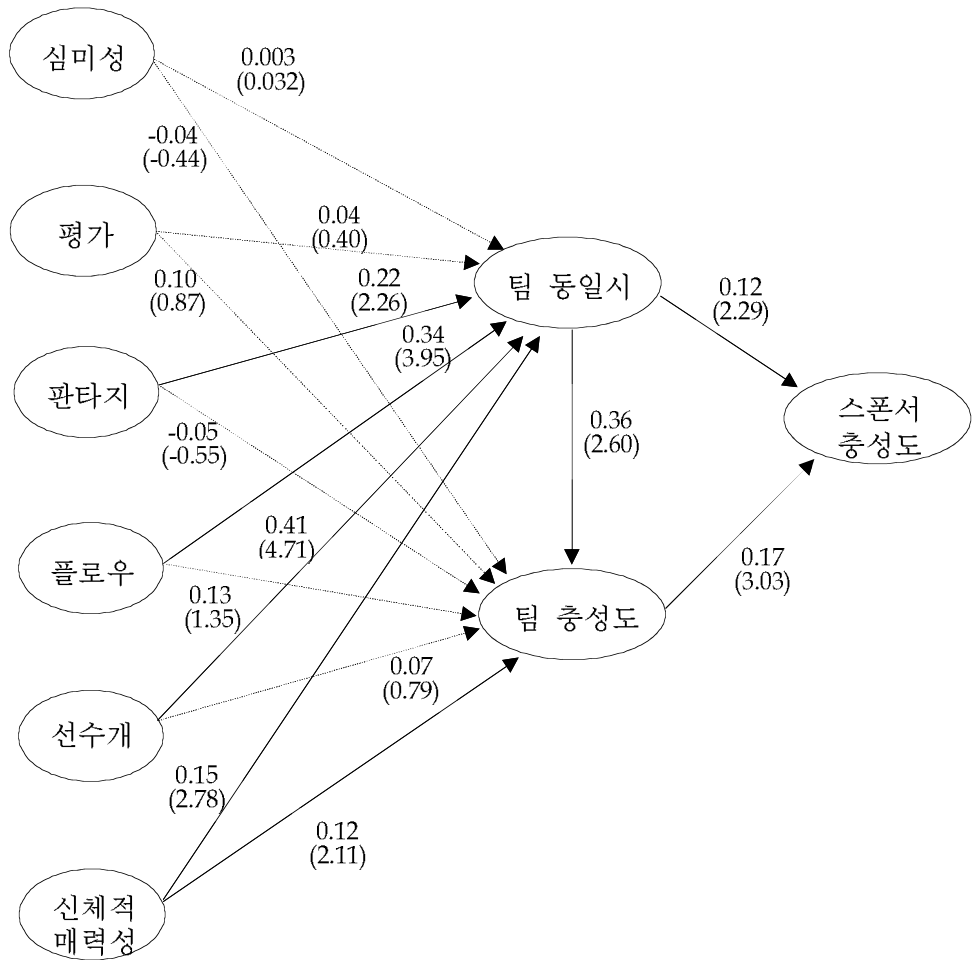 심미성
0.003
(0.032)
-0.04
(-0.44)
평가
0.04
(0.40)
0.10
(0.87)
0.22
(2.26)
팀 동일시
0.12
(2.29)
0.34
(3.95)
판타지
-0.05
(-0.55)
스폰서
충성도
0.36
(2.60)
0.41
(4.71)
플로우
0.13
(1.35)
0.17
(3.03)
팀 충성도
0.07
(0.79)
선수개
0.15
(2.78)
0.12
(2.11)
신체적
매력성